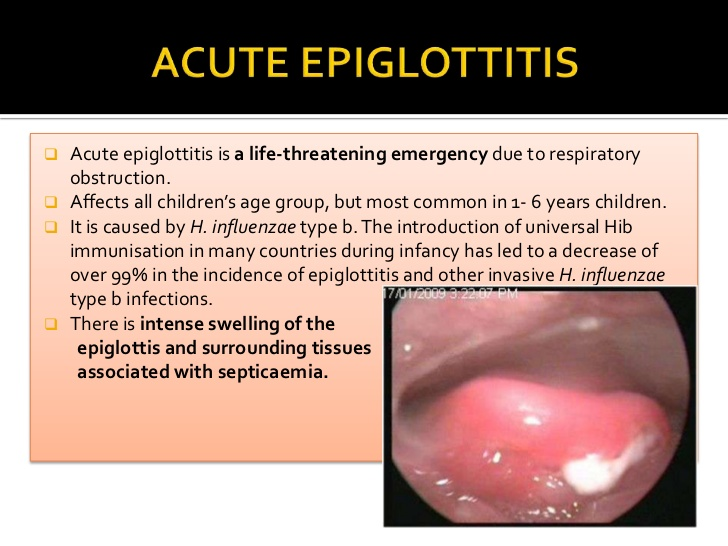 ACUTE EPIGLOTTITIS
❑ Acute epiglottitis is a life-threatening emergency due to respiratory
obstruction.
❑ Affects all children’s age group, but most common in 1- 6 years children.
❑ It is caused by H. influenzae type b. The introduction of universal Hib
immunisation in many countries during infancy has led to a decrease of
over 99% in the incidence of epiglottitis and other invasive H. influenzae
type b infections.
❑ There is intense swelling of the
epiglottis and surrounding tissues
associated with septicaemia.
17/01/2009 3:22:07 PM